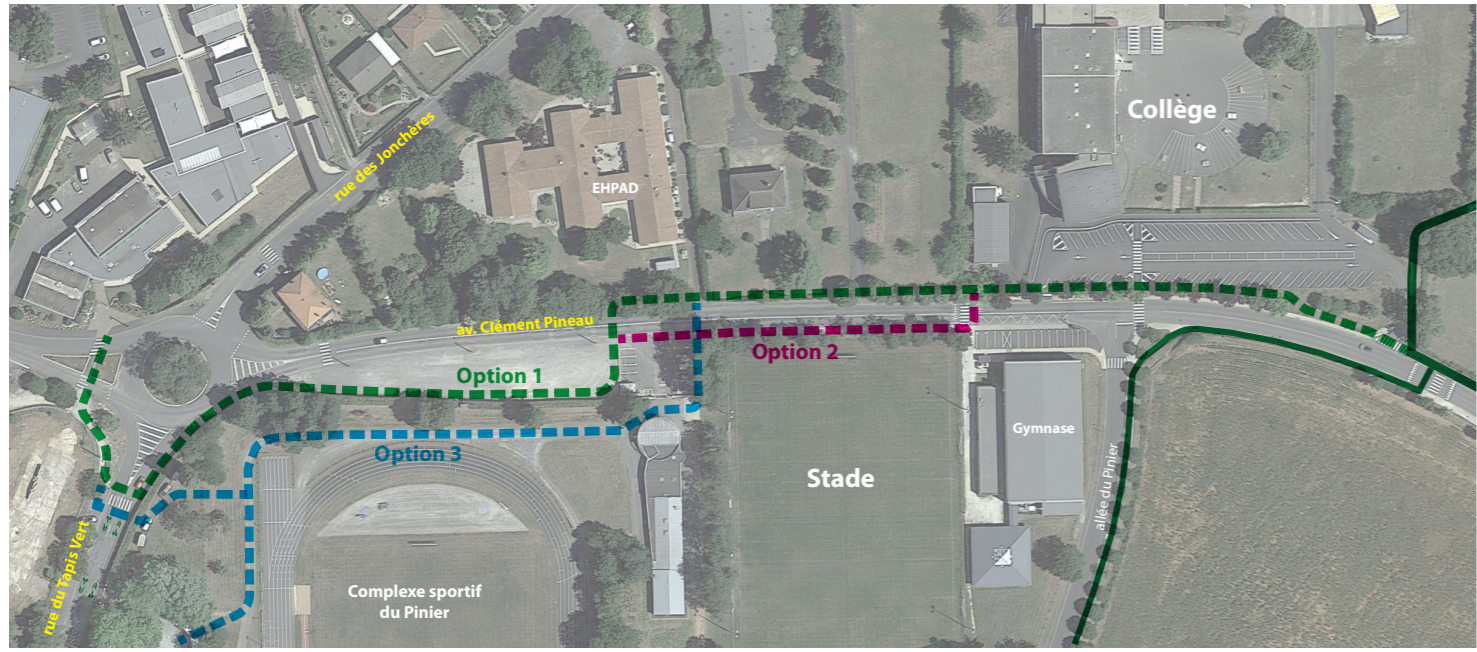 Collège
rue des Jonchères
EHPAD
av. Clément Pineau
Option 2
Option 1
Option 3
Gymnase
Stade
allée du Pinier
rue du Tapis Vert
Complexe sportif
du Pinier